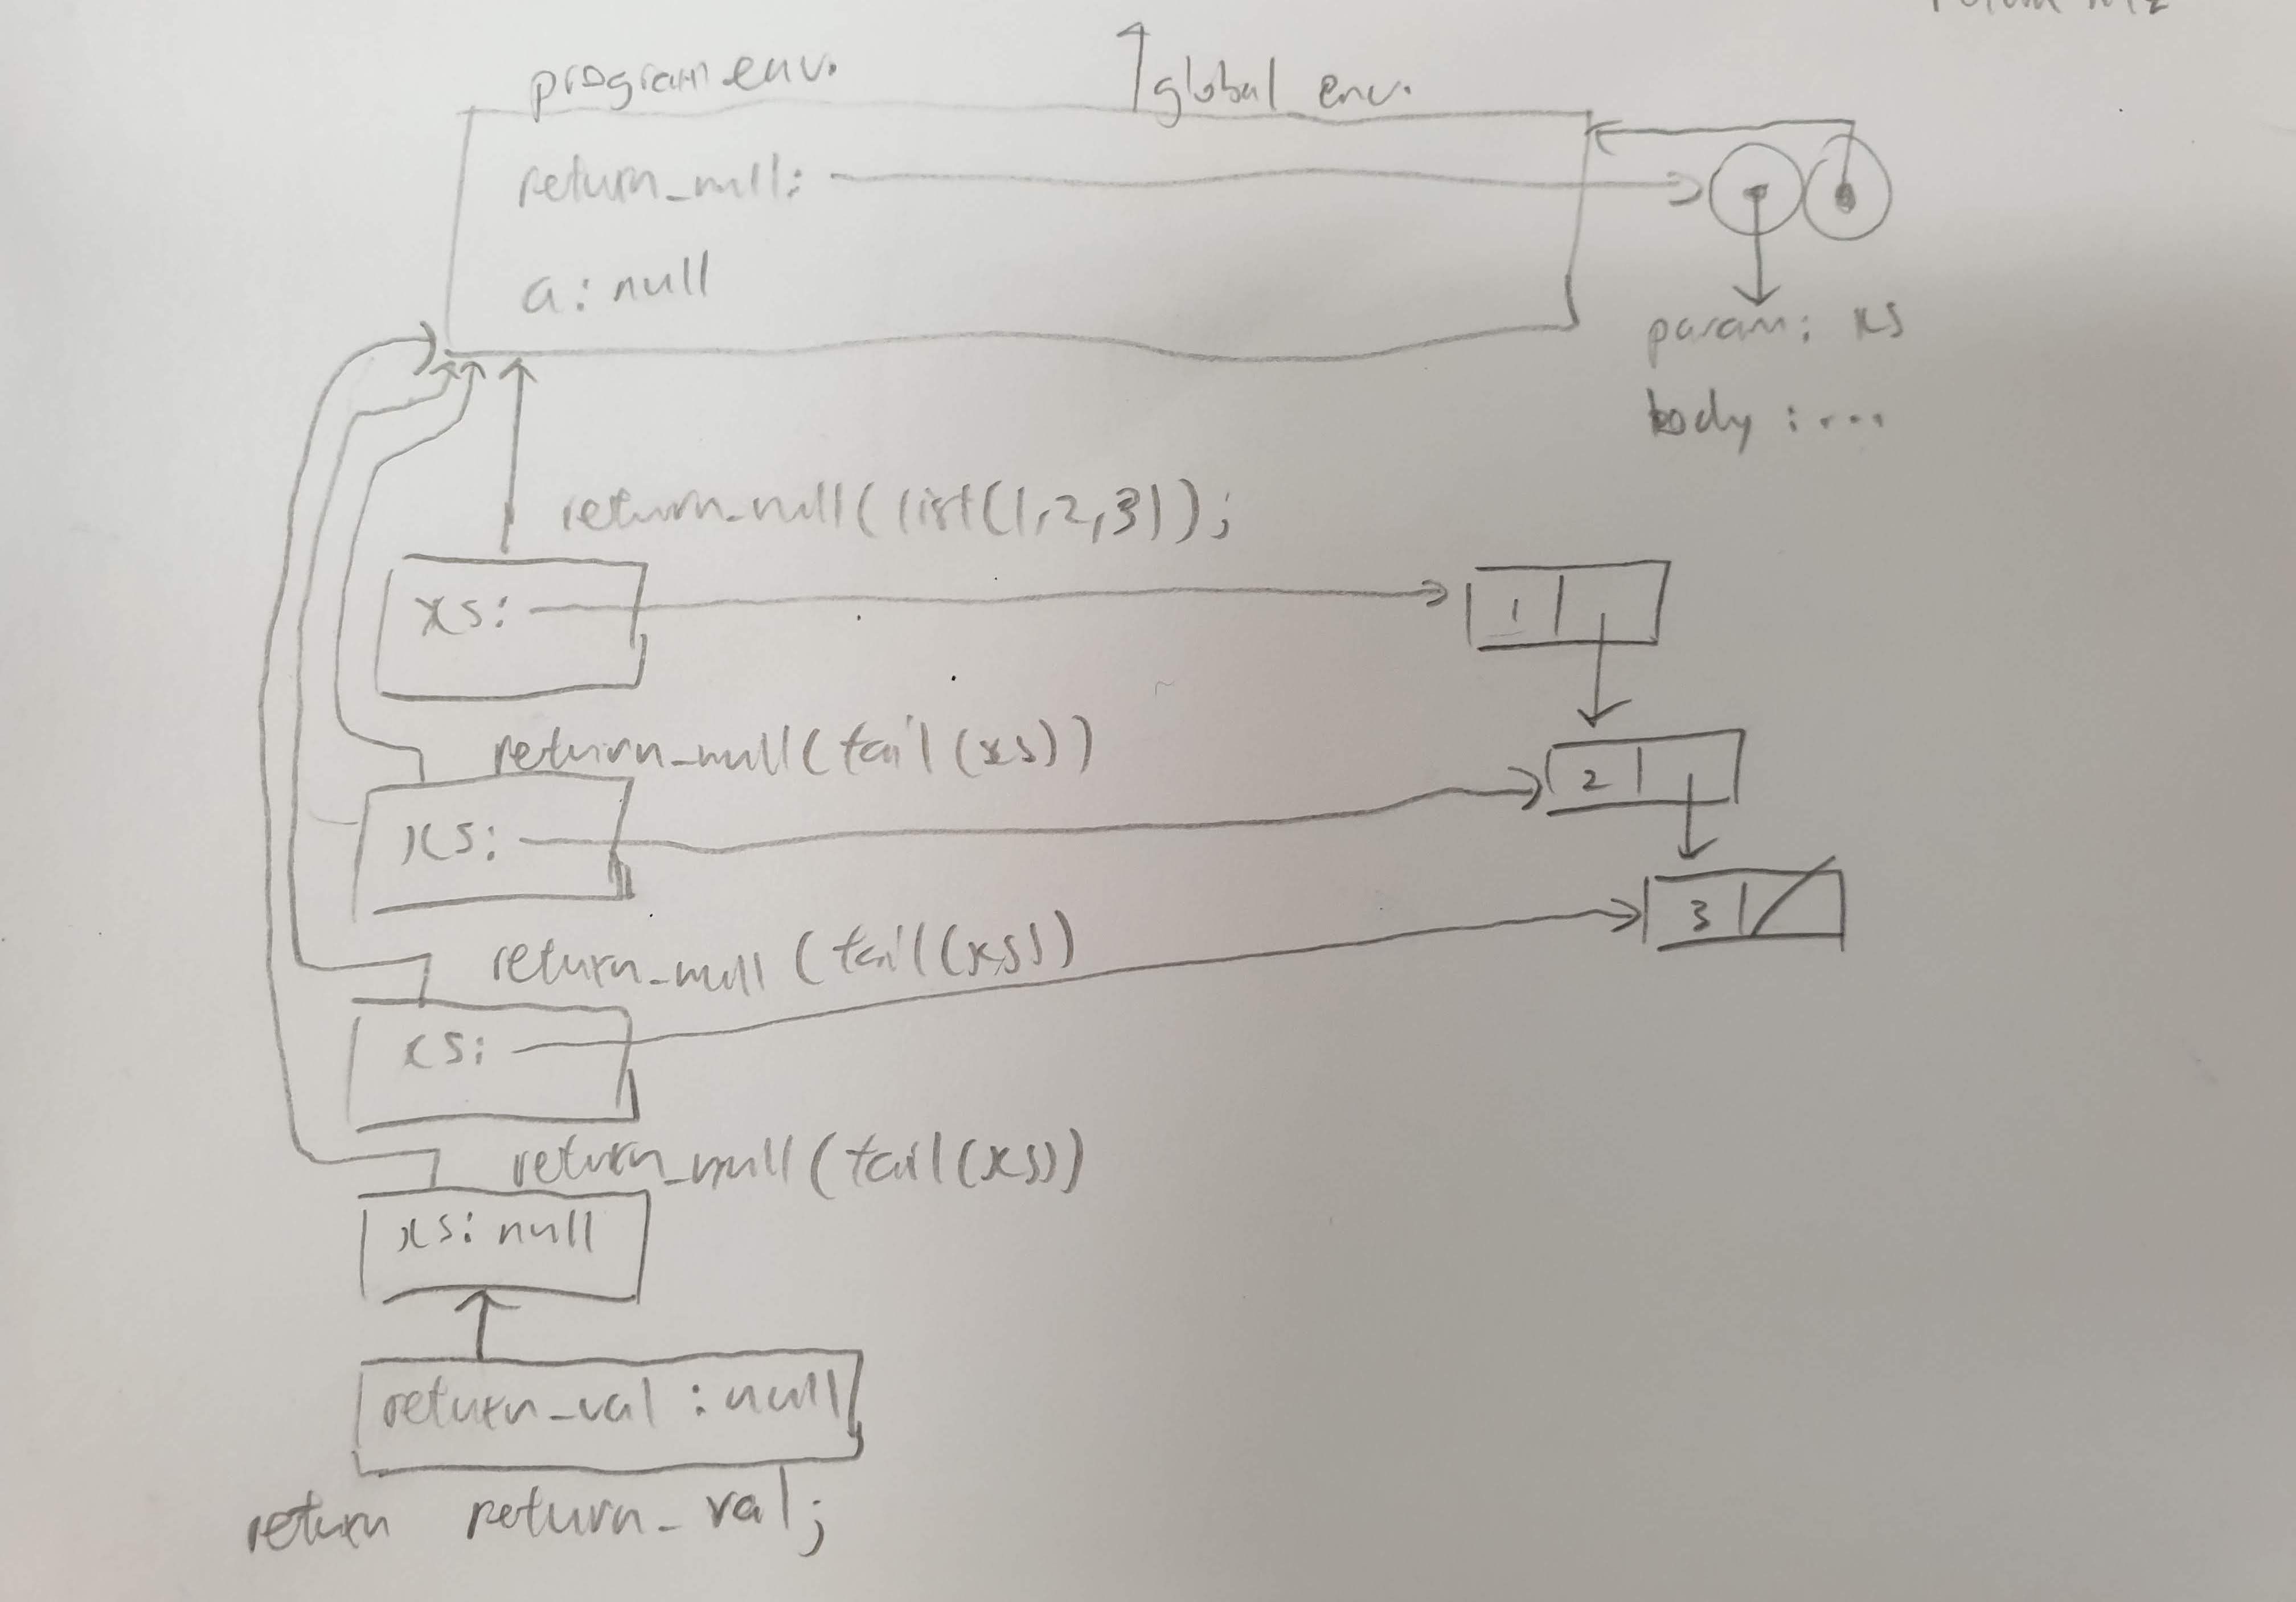 program env.
global env.
return_null:
a: null
param: xs
body: ...
return_null(list(1,2,3));
xs:
1
return_null(tail(xs))
xs:
2
return_null(tail(xs))
xs:
3
return_null(tail(xs))
xs: null
return_val : null
return return_val;